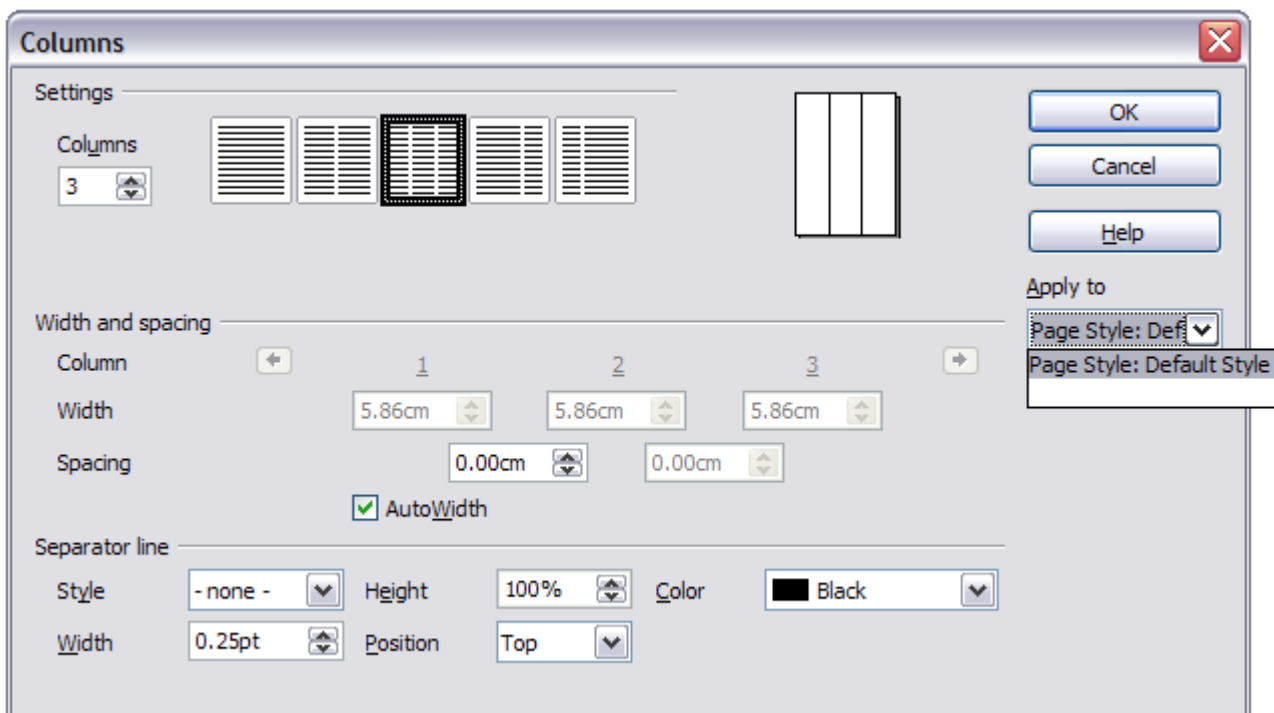 Columns
Settings
Columns
3
OK
Cancel
Help
Apply to
Page Style: Def
Page Style: Default Style
Width and spacing
Column 1 2 3
Width 5.86cm 5.86cm 5.86cm
Spacing 0.00cm 0.00cm
AutoWidth
Separator line
Style - none - Height 100% Color Black
Width 0.25pt Position Top